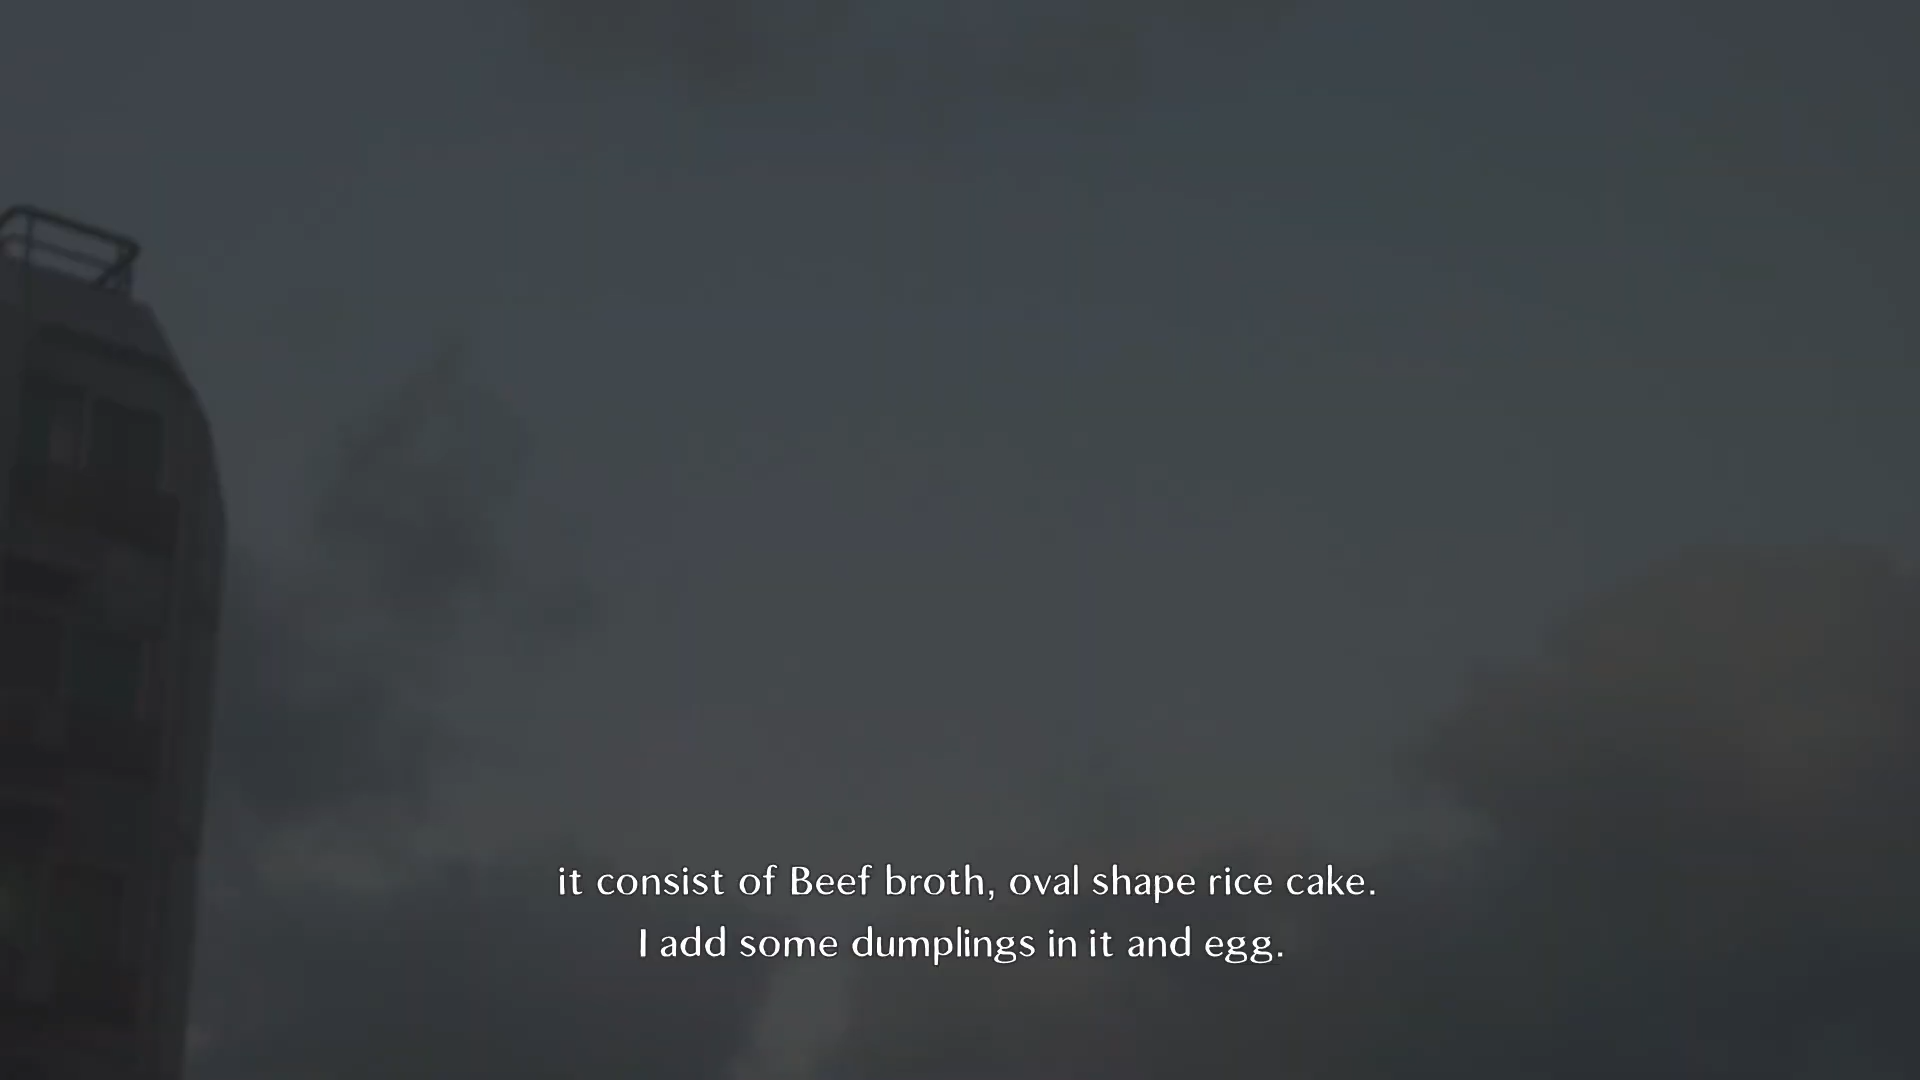 it consist of Beef broth, oval shape rice cake.
I add some dumplings in it and egg.